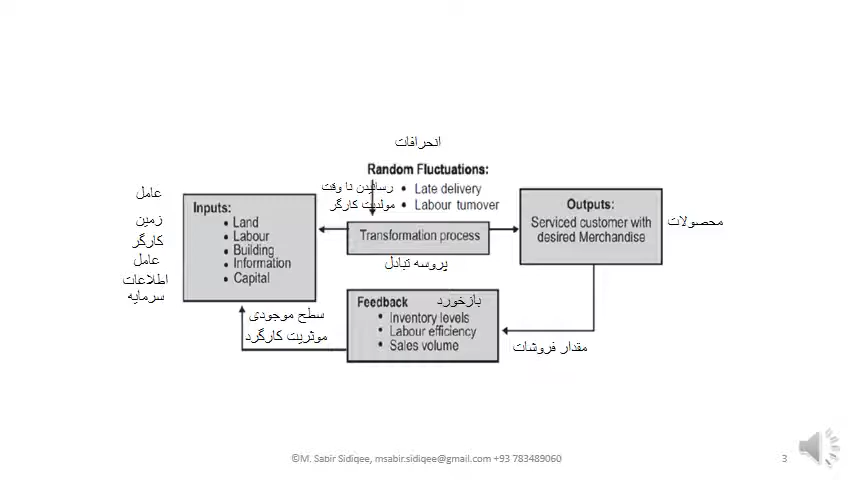 انحرافات
Random Fluctuations:
رسانیدن نا وقت • Late delivery
مولدیت کارگر • Labour turnover
عامل
زمین
کارگر
عامل
اطلاعات
سرمایه
Inputs:
• Land
• Labour
• Building
• Information
• Capital
Transformation process
پروسه تبادل
Outputs:
Serviced customer with
desired Merchandise
محصولات
Feedback بازخورد
• Inventory levels
• Labour efficiency
• Sales volume
سطح موجودی
موثریت کارگرد
مقدار فروشات
©M. Sabir Sidiqee, msabir.sidiqee@gmail.com +93 783489060
3